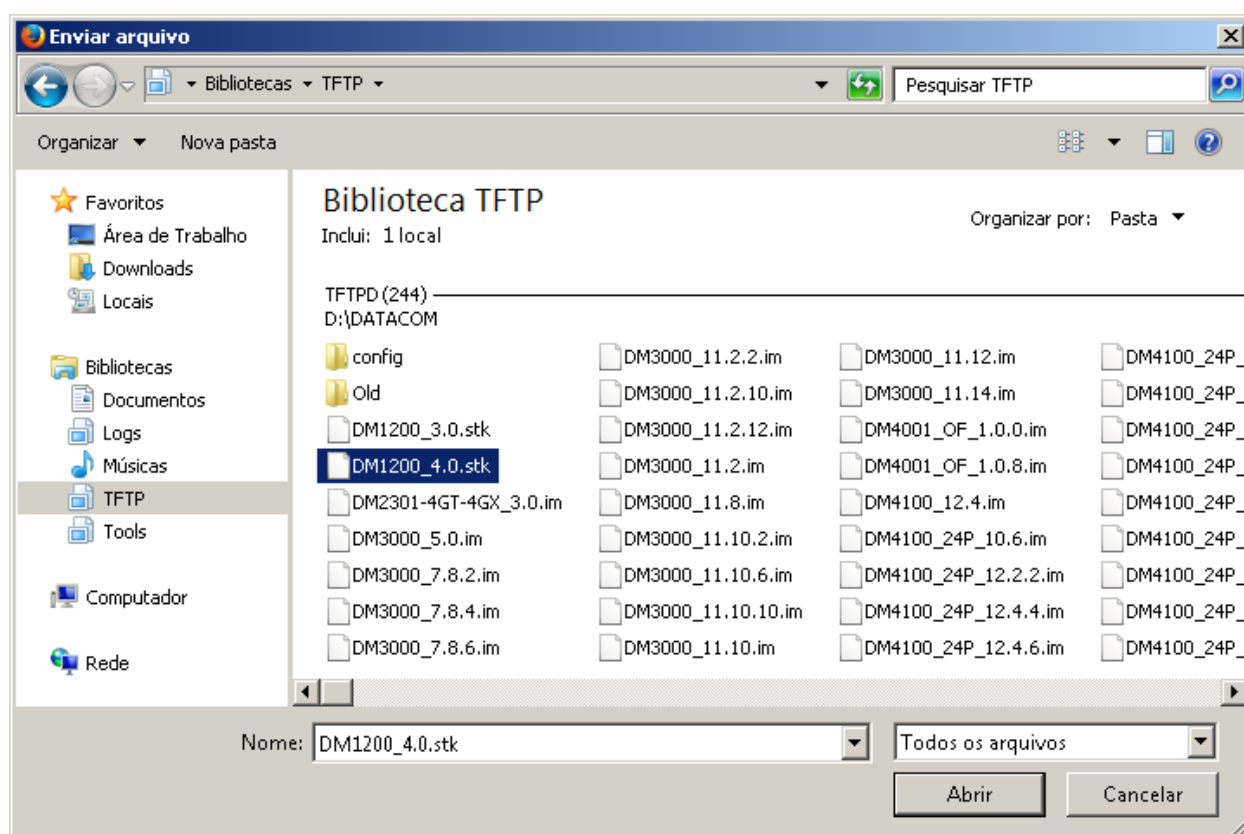 Enviar arquivo
Bibliotecas TFTP
Pesquisar TFTP
Organizar Nova pasta
Favoritos
Área de Trabalho
Downloads
Locais
Bibliotecas
Documentos
Logs
Músicas
TFTP
Tools
Computador
Rede
Biblioteca TFTP
Inclui: 1 local
Organizar por: Pasta
TFTPD (244)
D:\DATACOM
config
Old
DM1200_3.0.stk
DM1200_4.0.stk
DM2301-4GT-4GX_3.0.im
DM3000_5.0.im
DM3000_7.8.2.im
DM3000_7.8.4.im
DM3000_7.8.6.im
DM3000_11.2.2.im
DM3000_11.2.10.im
DM3000_11.2.12.im
DM3000_11.2.im
DM3000_11.8.im
DM3000_11.10.2.im
DM3000_11.10.6.im
DM3000_11.10.10.im
DM3000_11.10.im
DM3000_11.12.im
DM3000_11.14.im
DM4001_OF_1.0.0.im
DM4001_OF_1.0.8.im
DM4100_12.4.im
DM4100_24P_10.6.im
DM4100_24P_12.2.2.im
DM4100_24P_12.4.4.im
DM4100_24P_12.4.6.im
DM4100_24P_
DM4100_24P_
DM4100_24P_
DM4100_24P_
DM4100_24P_
DM4100_24P_
DM4100_24P_
DM4100_24P_
DM4100_24P_
Nome: DM1200_4.0.stk
Todos os arquivos
Abrir Cancelar